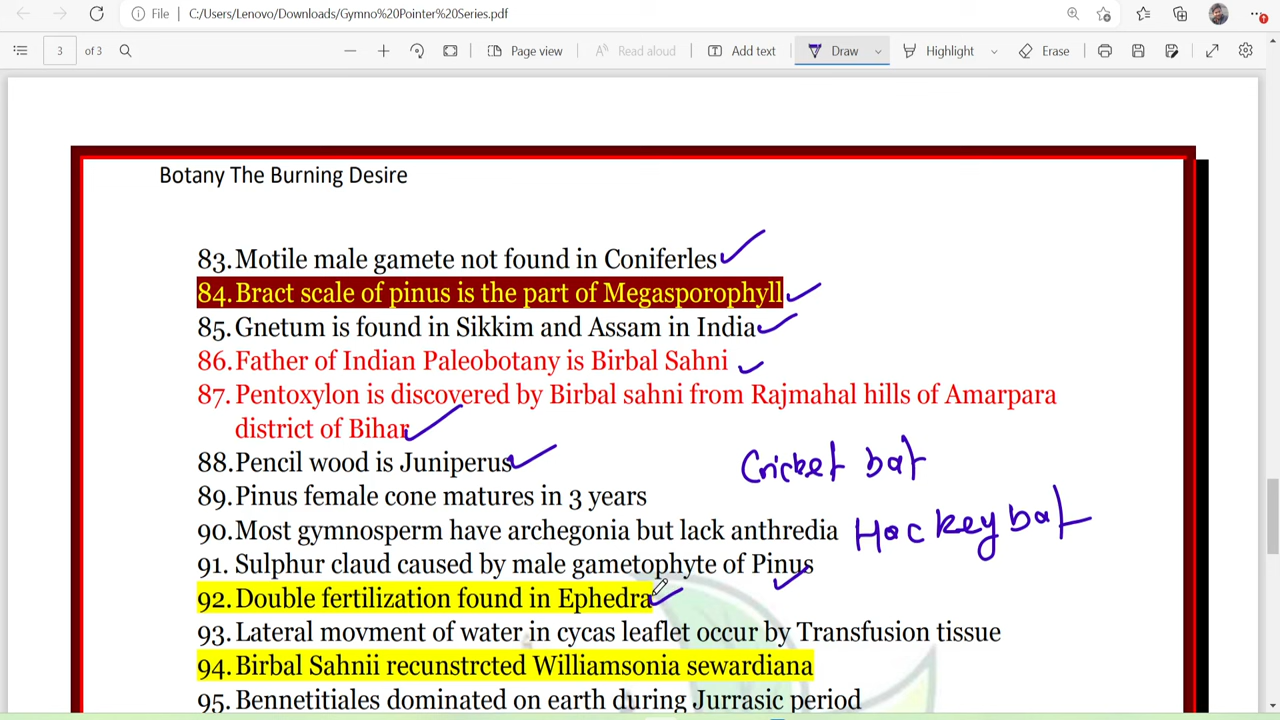 File
C:/Users/Lenovo/Downloads/Gymno%20Pointer%20Series.pdf
3 of 3
Page view
Read aloud
Add text
Draw
Highlight
Erase
Botany The Burning Desire
83. Motile male gamete not found in Coniferles
84. Bract scale of pinus is the part of Megasporophyll
85. Gnetum is found in Sikkim and Assam in India
86. Father of Indian Paleobotany is Birbal Sahni
87. Pentoxylon is discovered by Birbal sahni from Rajmahal hills of Amarpara
district of Bihar
88. Pencil wood is Juniperus
Cricket bat
89. Pinus female cone matures in 3 years
90. Most gymnosperm have archegonia but lack anthredia
Hockey bat
91. Sulphur claud caused by male gametophyte of Pinus
92. Double fertilization found in Ephedra
93. Lateral movment of water in cycas leaflet occur by Transfusion tissue
94. Birbal Sahnii recunstrcted Williamsonia sewardiana
95. Bennetitiales dominated on earth during Jurrasic period